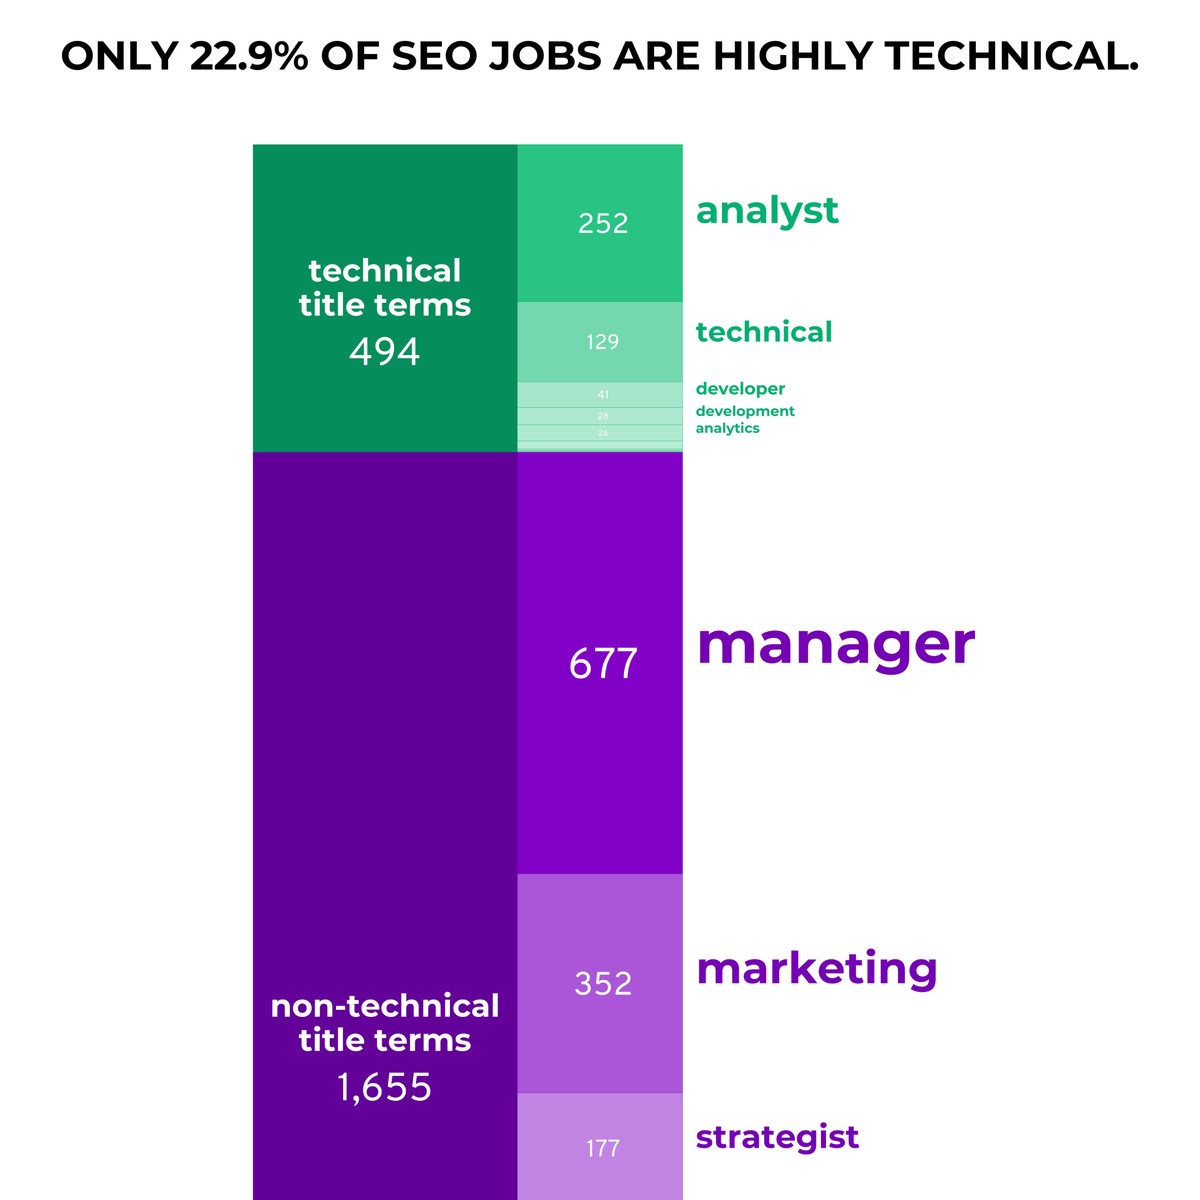 ONLY 22.9% OF SEO JOBS ARE HIGHLY TECHNICAL.
technical
title terms
494
252
analyst
129
technical
41
developer
28
development
26
analytics
677
manager
352
marketing
non-technical
title terms
1,655
177
strategist